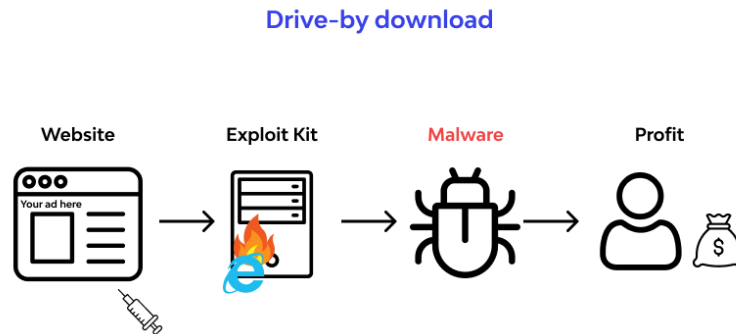 Drive-by download
Website
Exploit Kit
Malware
Profit
Your ad here
$